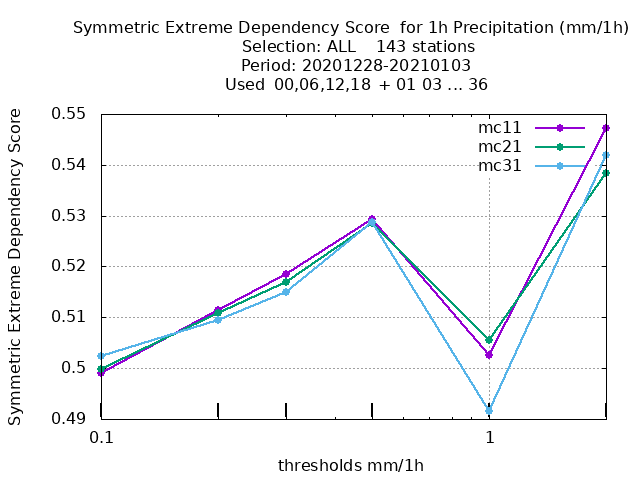 Symmetric Extreme Dependency Score  for 1h Precipitation (mm/1h)
Selection: ALL    143 stations
Period: 20201228-20210103
Used  00,06,12,18  + 01 03 ... 36
Symmetric Extreme Dependency Score
0.55
0.54
0.53
0.52
0.51
0.5
0.49
mc11
mc21
mc31
0.1
1
thresholds mm/1h